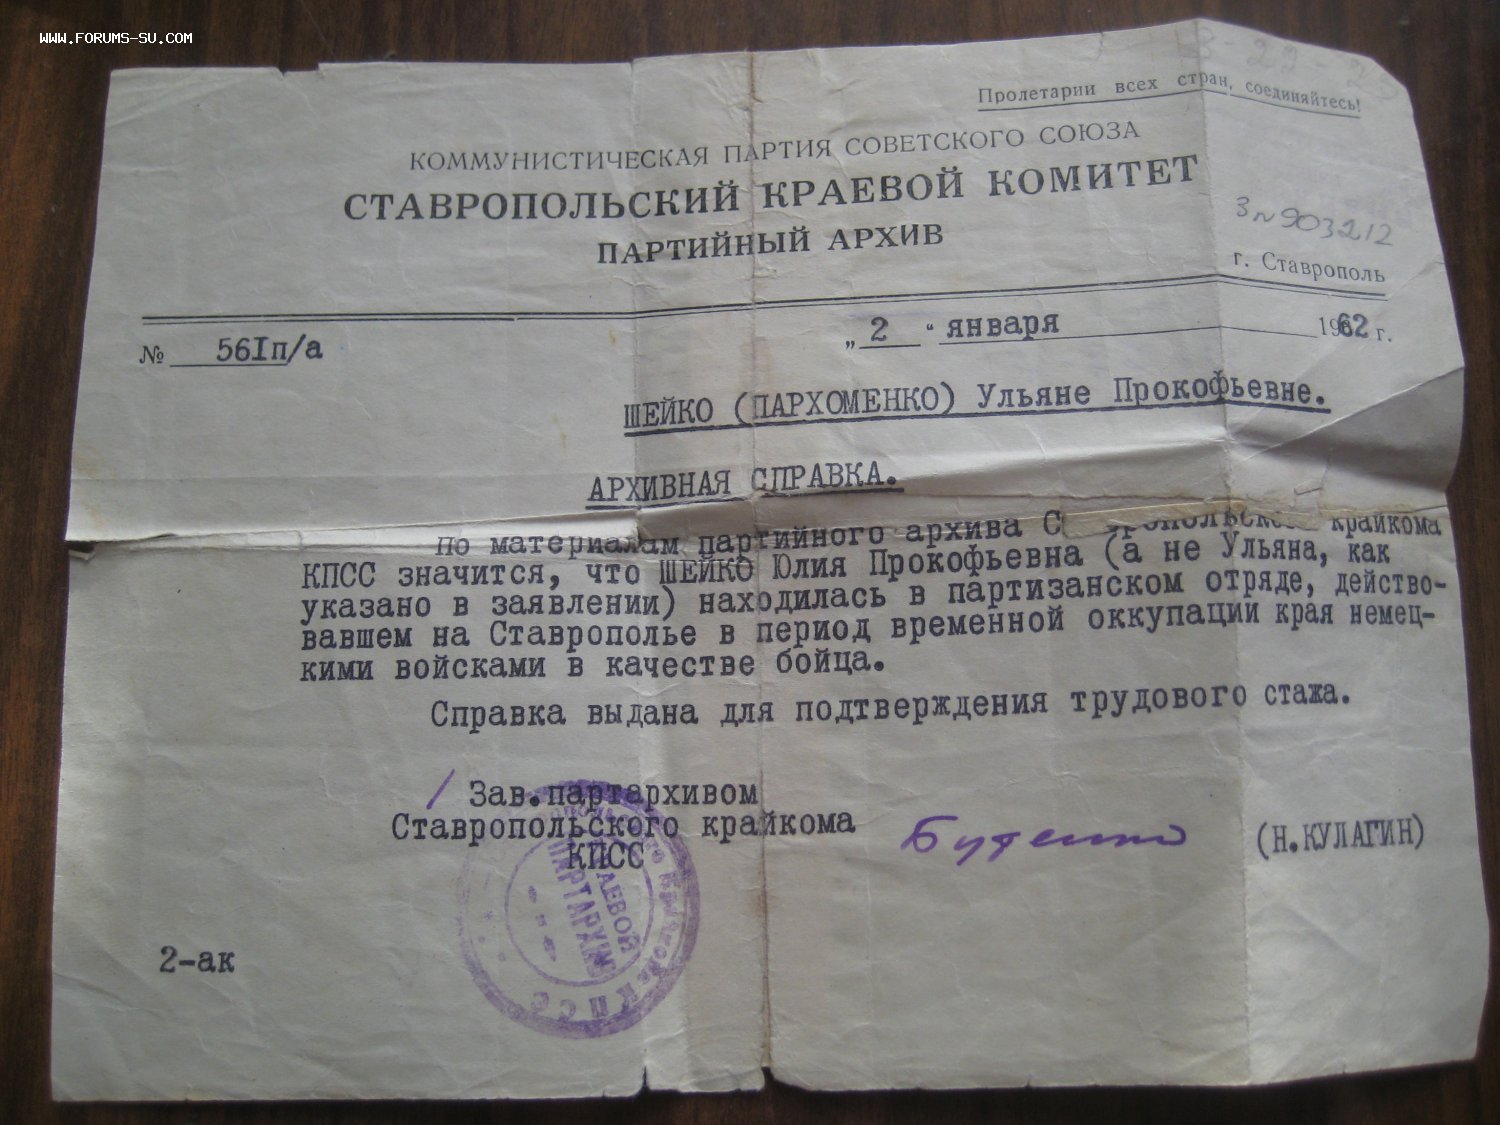 WWW.FORUMS-SU.COM
Пролетарии всех стран, соединяйтесь!
КОММУНИСТИЧЕСКАЯ ПАРТИЯ СОВЕТСКОГО СОЮЗА
СТАВРОПОЛЬСКИЙ КРАЕВОЙ КОМИТЕТ
ПАРТИЙНЫЙ АРХИВ
3 N 903212
г. Ставрополь
№ 56Iп/а
„ 2 “ января 1962 г.
ШЕЙКО (ПАРХОМЕНКО) Ульяне Прокофьевне.
АРХИВНАЯ СПРАВКА.
По материалам партийного архива Ставропольского крайкома
КПСС значится, что ШЕЙКО Юлия Прокофьевна (а не Ульяна, как
указано в заявлении) находилась в партизанском отряде, действо-
вавшем на Ставрополье в период временной оккупации края немец-
кими войсками в качестве бойца.
Справка выдана для подтверждения трудового стажа.
Зав.партархивом
Ставропольского крайкома
КПСС
(Н.КУЛАГИН)
КРАЕВОЙ
ПАРТАРХИВ
КПСС
2-ак